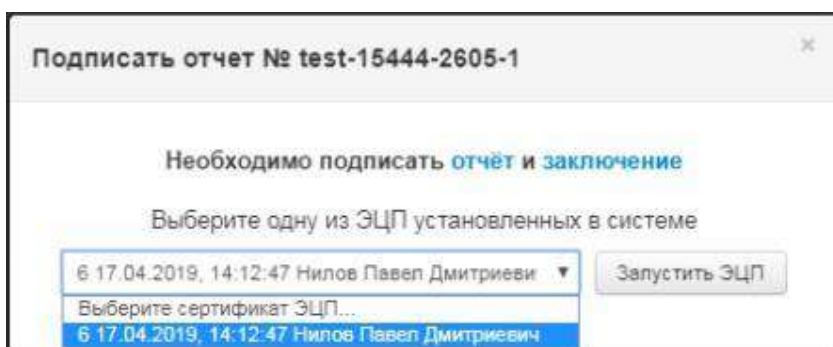 Подписать отчет № test-15444-2605-1
×
Необходимо подписать отчёт и заключение
Выберите одну из ЭЦП установленных в системе
6 17.04.2019, 14:12:47 Нилов Павел Дмитриеви ▼ Запустить ЭЦП
Выберите сертификат ЭЦП...
6 17.04.2019, 14:12:47 Нилов Павел Дмитриевич